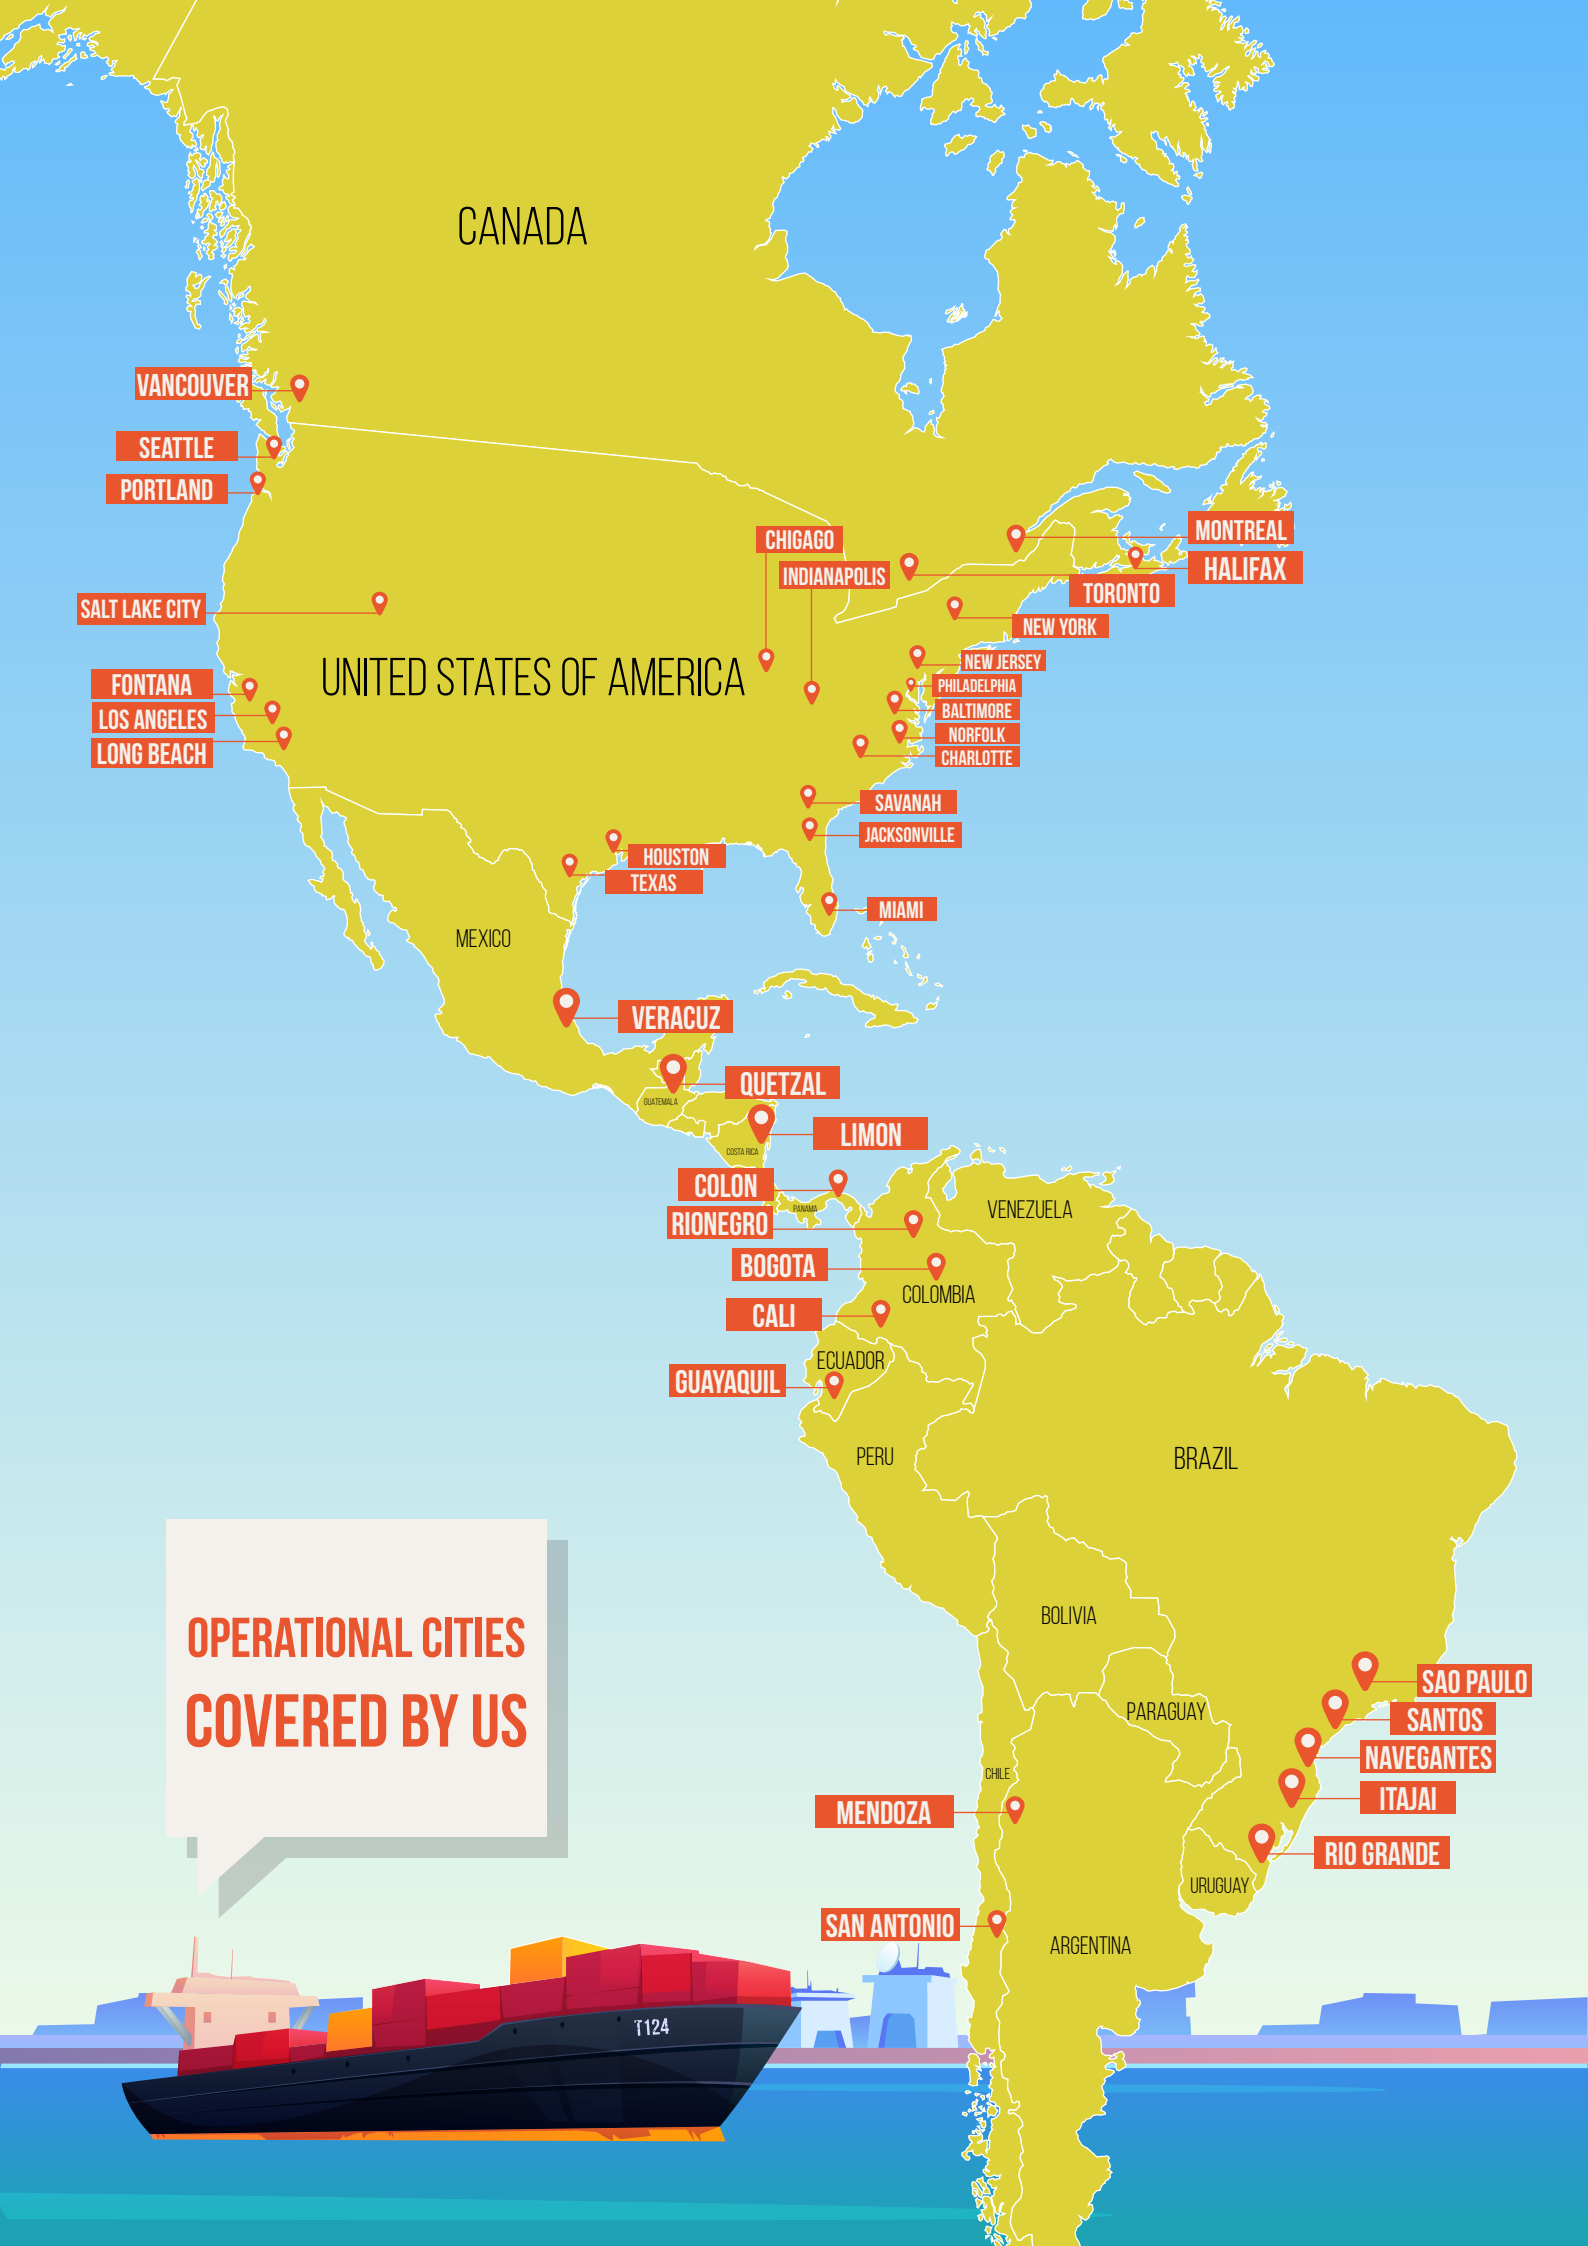 CANADA
VANCOUVER
SEATTLE
PORTLAND
MONTREAL
CHIGAGO
HALIFAX
INDIANAPOLIS
TORONTO
SALT LAKE CITY
NEW YORK
UNITED STATES OF AMERICA
NEW JERSEY
FONTANA
PHILADELPHIA
LOS ANGELES
BALTIMORE
NORFOLK
LONG BEACH
CHARLOTTE
SAVANAH
JACKSONVILLE
HOUSTON
TEXAS
MIAMI
MEXICO
VERACUZ
QUETZAL
GUATEMALA
LIMON
COSTA RICA
COLON
PANAMA
VENEZUELA
RIONEGRO
BOGOTA
COLOMBIA
CALI
ECUADOR
GUAYAQUIL
PERU
BRAZIL
BOLIVIA
OPERATIONAL CITIES
COVERED BY US
SAO PAULO
PARAGUAY
SANTOS
NAVEGANTES
CHILE
ITAJAI
MENDOZA
RIO GRANDE
URUGUAY
SAN ANTONIO
ARGENTINA
T124